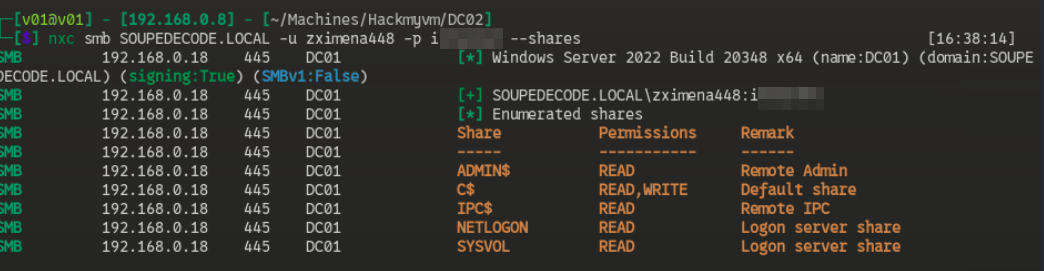 [v01@v01] - [192.168.0.8] - [~/Machines/Hackmyvm/DC02]
[$] nxc smb SOUPEDECODE.LOCAL -u zximena448 -p i --shares [16:38:14]
SMB 192.168.0.18 445 DC01 [*] Windows Server 2022 Build 20348 x64 (name:DC01) (domain:SOUPE
DECODE.LOCAL) (signing:True) (SMBv1:False)
SMB 192.168.0.18 445 DC01 [+] SOUPEDECODE.LOCAL\zximena448:i
SMB 192.168.0.18 445 DC01 [*] Enumerated shares
SMB 192.168.0.18 445 DC01 Share Permissions Remark
SMB 192.168.0.18 445 DC01 ----- ----------- ------
SMB 192.168.0.18 445 DC01 ADMIN$ READ Remote Admin
SMB 192.168.0.18 445 DC01 C$ READ,WRITE Default share
SMB 192.168.0.18 445 DC01 IPC$ READ Remote IPC
SMB 192.168.0.18 445 DC01 NETLOGON READ Logon server share
SMB 192.168.0.18 445 DC01 SYSVOL READ Logon server share